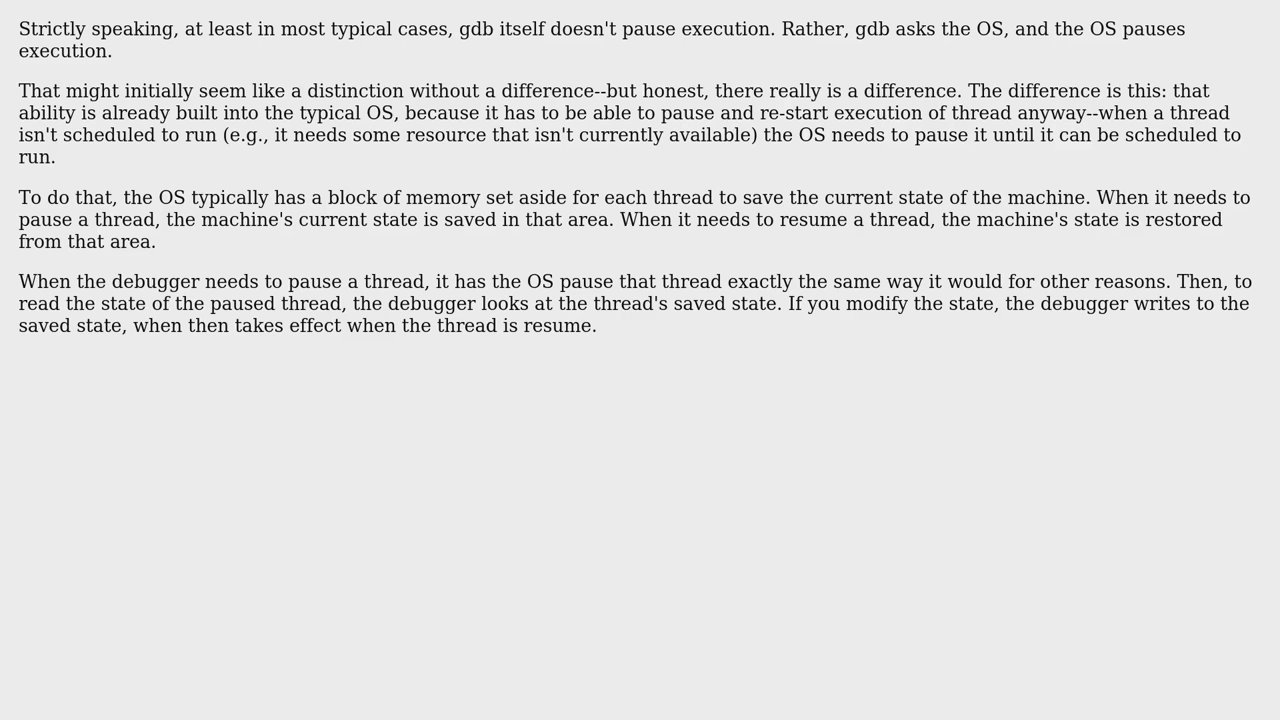 Strictly speaking, at least in most typical cases, gdb itself doesn't pause execution. Rather, gdb asks the OS, and the OS pauses
execution.
That might initially seem like a distinction without a difference--but honest, there really is a difference. The difference is this: that
ability is already built into the typical OS, because it has to be able to pause and re-start execution of thread anyway--when a thread
isn't scheduled to run (e.g., it needs some resource that isn't currently available) the OS needs to pause it until it can be scheduled to
run.
To do that, the OS typically has a block of memory set aside for each thread to save the current state of the machine. When it needs to
pause a thread, the machine's current state is saved in that area. When it needs to resume a thread, the machine's state is restored
from that area.
When the debugger needs to pause a thread, it has the OS pause that thread exactly the same way it would for other reasons. Then, to
read the state of the paused thread, the debugger looks at the thread's saved state. If you modify the state, the debugger writes to the
saved state, when then takes effect when the thread is resume.